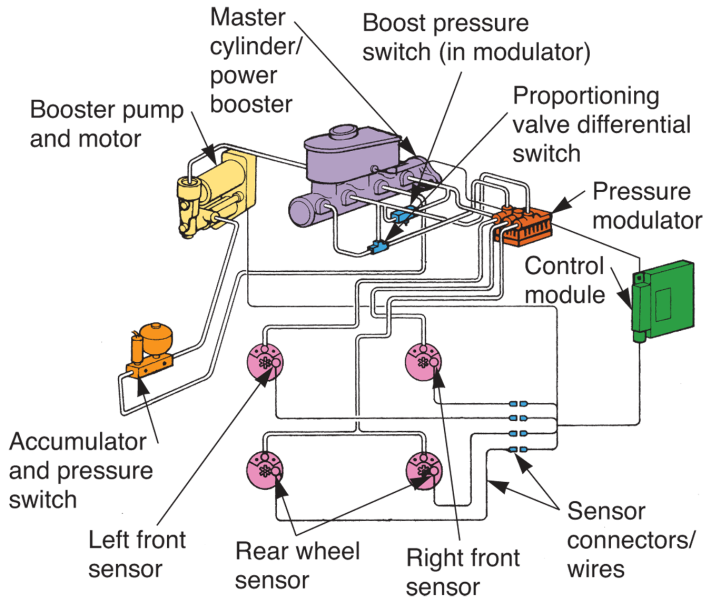 Master
cylinder/
power
booster
Boost pressure
switch (in modulator)
Proportioning
valve differential
switch
Booster pump
and motor
Pressure
modulator
Control
module
Accumulator
and pressure
switch
Left front
sensor
Rear wheel
sensor
Right front
sensor
Sensor
connectors/
wires